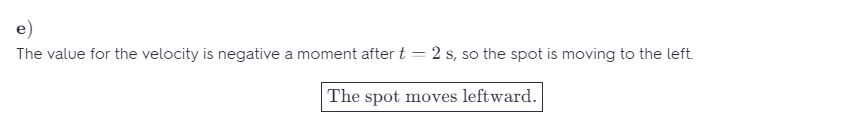 e)
The value for the velocity is negative a moment after t = 2 s, so the spot is moving to the left.
The spot moves leftward.